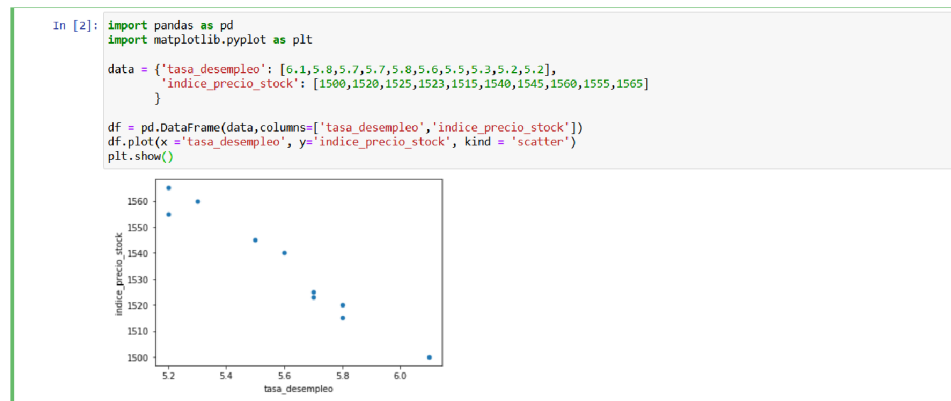 In [2]: import pandas as pd
import matplotlib.pyplot as plt
data = {'tasa_desempleo': [6.1,5.8,5.7,5.7,5.8,5.6,5.5,5.3,5.2,5.2],
'indice_precio_stock': [1500,1520,1525,1523,1515,1540,1545,1560,1555,1565]
}
df = pd.DataFrame(data,columns=['tasa_desempleo','indice_precio_stock'])
df.plot(x ='tasa_desempleo', y='indice_precio_stock', kind = 'scatter')
plt.show()
indice_precio_stock
1560
1550
1540
1530
1520
1510
1500
5.2 5.4 5.6 5.8 6.0
tasa_desempleo